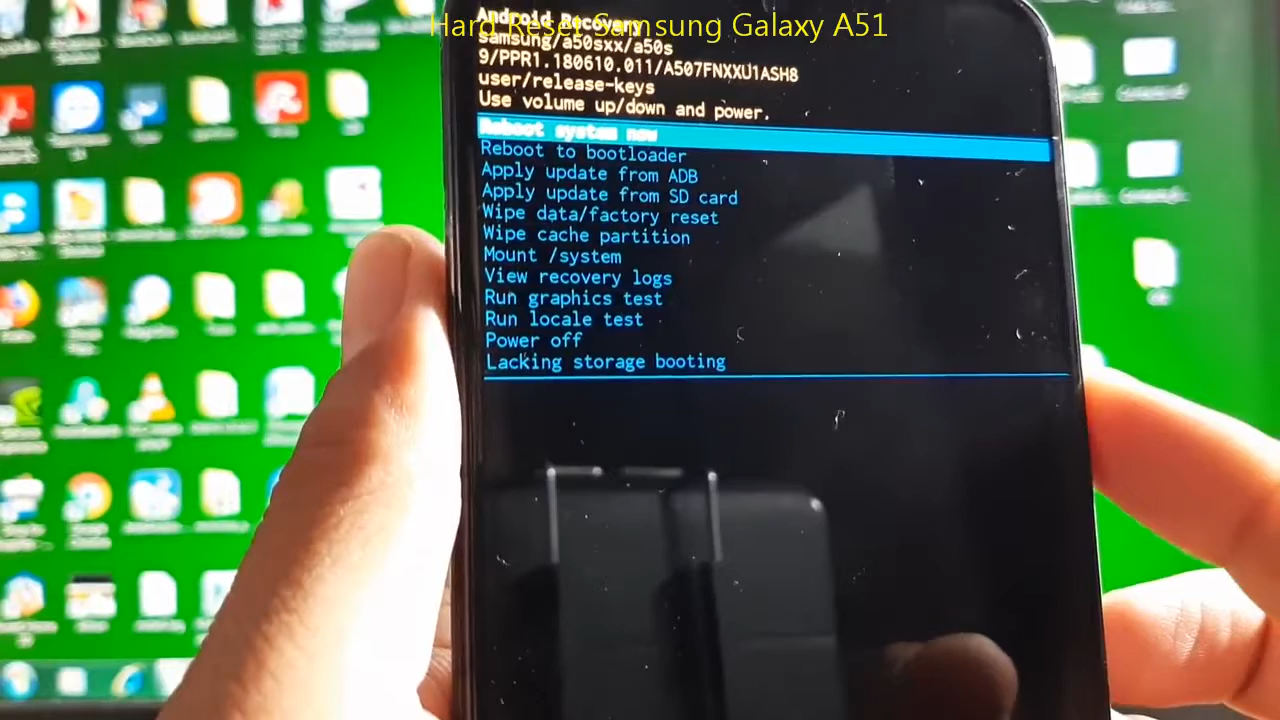 Hard Reset Samsung Galaxy A51
Android Recovery
samsung/a50sxx/a50s
9/PPR1.180610.011/A507FNXXU1ASH8
user/release-keys
Use volume up/down and power.
Reboot system now
Reboot to bootloader
Apply update from ADB
Apply update from SD card
Wipe data/factory reset
Wipe cache partition
Mount /system
View recovery logs
Run graphics test
Run locale test
Power off
Lacking storage booting